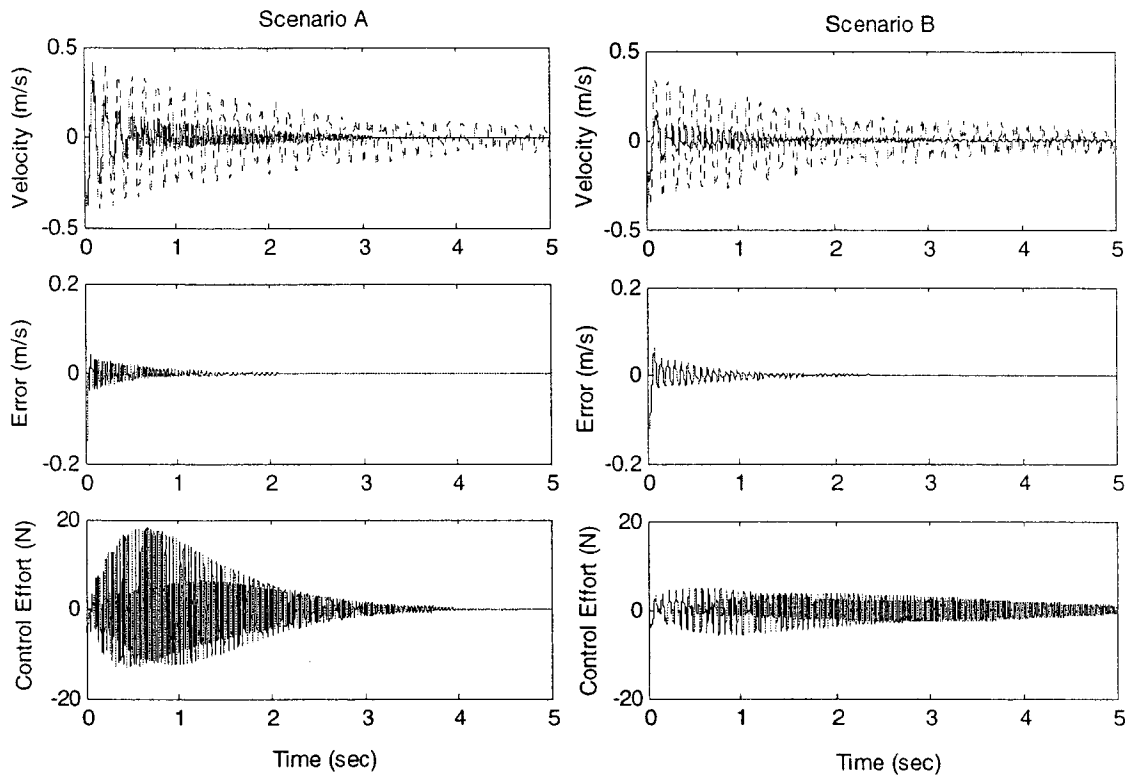 Scenario A
Velocity (m/s)
0.5
0
-0.5
0 1 2 3 4 5
Error (m/s)
0.2
0
-0.2
0 1 2 3 4 5
Control Effort (N)
20
0
-20
0 1 2 3 4 5
Time (sec)
Scenario B
Velocity (m/s)
0.5
0
-0.5
0 1 2 3 4 5
Error (m/s)
0.2
0
-0.2
0 1 2 3 4 5
Control Effort (N)
20
0
-20
0 1 2 3 4 5
Time (sec)